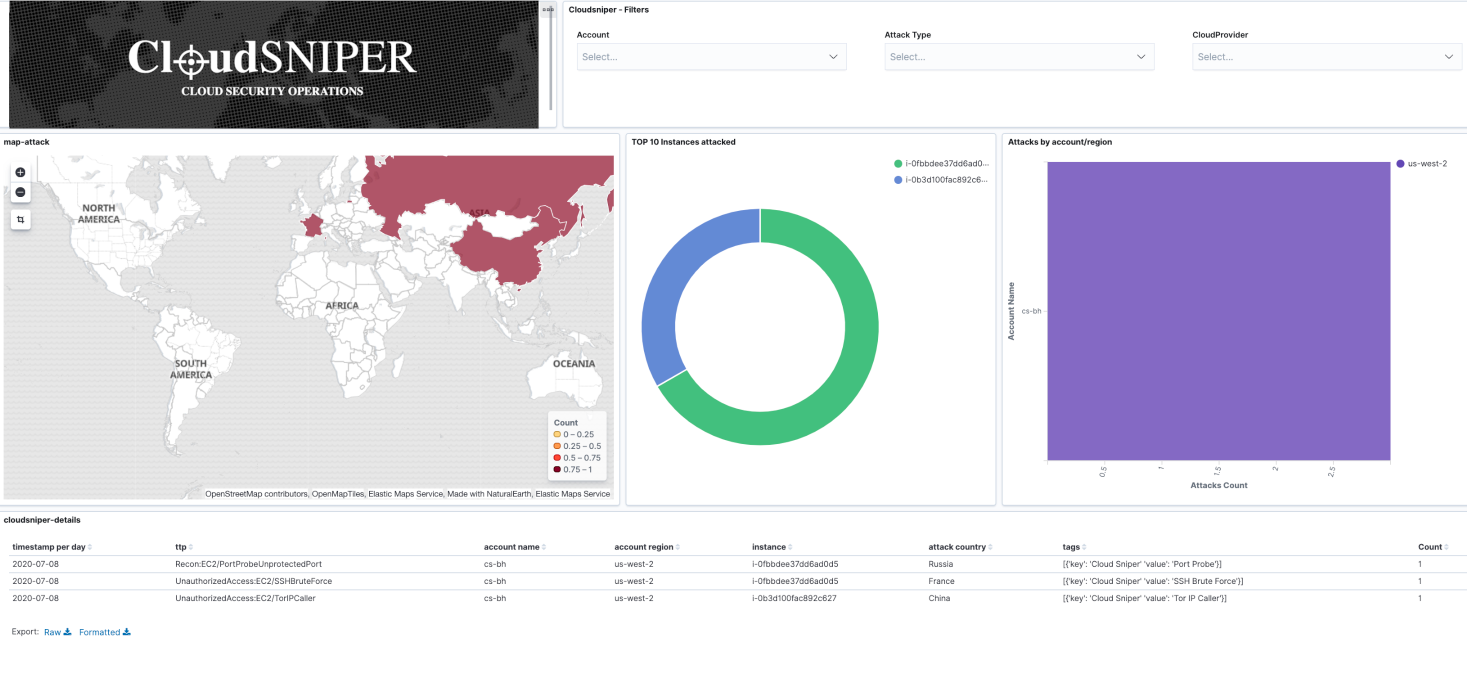 CloudSNIPER
CLOUD SECURITY OPERATIONS
Cloudsniper - Filters
Account
Attack Type
CloudProvider
Select...
Select...
Select...
map-attack
NORTH
AMERICA
ASIA
AFRICA
SOUTH
AMERICA
OCEANIA
Count
0 – 0.25
0.25 – 0.5
0.5 – 0.75
0.75 – 1
OpenStreetMap contributors, OpenMapTiles, Elastic Maps Service, Made with NaturalEarth, Elastic Maps Service
TOP 10 Instances attacked
i-0fbbdee37dd6ad0...
i-0b3d100fac892c6...
Attacks by account/region
us-west-2
Account Name
cs-bh
0.5
1
1.5
2
2.5
Attacks Count
cloudsniper-details
timestamp per day ttp account name account region instance attack country tags Count
2020-07-08 Recon:EC2/PortProbeUnprotectedPort cs-bh us-west-2 i-0fbbdee37dd6ad0d5 Russia [{'key': 'Cloud Sniper' 'value': 'Port Probe'}] 1
2020-07-08 UnauthorizedAccess:EC2/SSHBruteForce cs-bh us-west-2 i-0fbbdee37dd6ad0d5 France [{'key': 'Cloud Sniper' 'value': 'SSH Brute Force'}] 1
2020-07-08 UnauthorizedAccess:EC2/TorIPCaller cs-bh us-west-2 i-0b3d100fac892c627 China [{'key': 'Cloud Sniper' 'value': 'Tor IP Caller'}] 1
Export: Raw Formatted